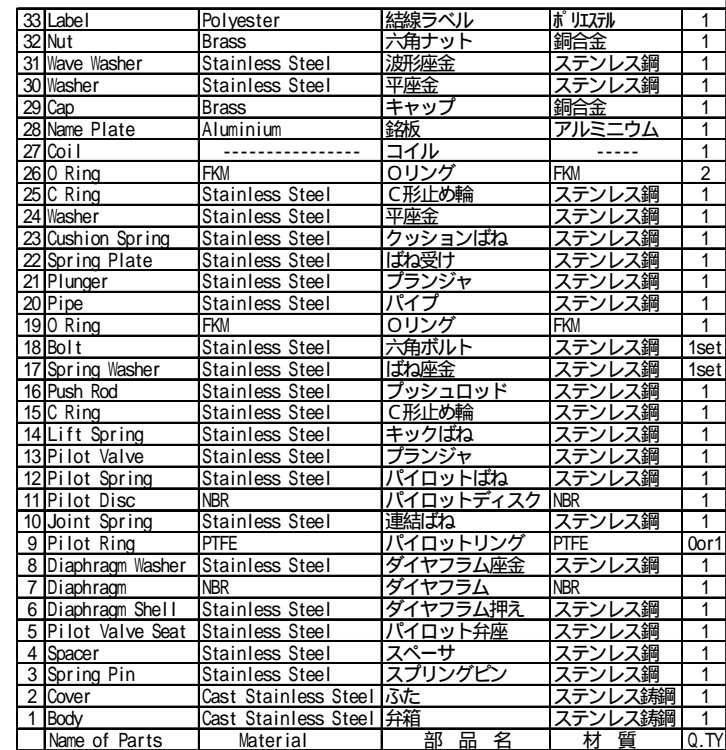 33 Label Polyester 結線ラベル ポリエステル 1
32 Nut Brass 六角ナット 銅合金 1
31 Wave Washer Stainless Steel 波形座金 ステンレス鋼 1
30 Washer Stainless Steel 平座金 ステンレス鋼 1
29 Cap Brass キャップ 銅合金 1
28 Name Plate Aluminium 銘板 アルミニウム 1
27 Coil ---------------- コイル ----- 1
26 O Ring FKM Oリング FKM 2
25 C Ring Stainless Steel C形止め輪 ステンレス鋼 1
24 Washer Stainless Steel 平座金 ステンレス鋼 1
23 Cushion Spring Stainless Steel クッションばね ステンレス鋼 1
22 Spring Plate Stainless Steel ばね受け ステンレス鋼 1
21 Plunger Stainless Steel プランジャ ステンレス鋼 1
20 Pipe Stainless Steel パイプ ステンレス鋼 1
19 O Ring FKM Oリング FKM 1
18 Bolt Stainless Steel 六角ボルト ステンレス鋼 1set
17 Spring Washer Stainless Steel ばね座金 ステンレス鋼 1set
16 Push Rod Stainless Steel プッシュロッド ステンレス鋼 1
15 C Ring Stainless Steel C形止め輪 ステンレス鋼 1
14 Lift Spring Stainless Steel キックばね ステンレス鋼 1
13 Pilot Valve Stainless Steel プランジャ ステンレス鋼 1
12 Pilot Spring Stainless Steel パイロットばね ステンレス鋼 1
11 Pilot Disc NBR パイロットディスク NBR 1
10 Joint Spring Stainless Steel 連結ばね ステンレス鋼 1
9 Pilot Ring PTFE パイロットリング PTFE 0or1
8 Diaphragm Washer Stainless Steel ダイヤフラム座金 ステンレス鋼 1
7 Diaphragm NBR ダイヤフラム NBR 1
6 Diaphragm Shell Stainless Steel ダイヤフラム押え ステンレス鋼 1
5 Pilot Valve Seat Stainless Steel パイロット弁座 ステンレス鋼 1
4 Spacer Stainless Steel スペーサ ステンレス鋼 1
3 Spring Pin Stainless Steel スプリングピン ステンレス鋼 1
2 Cover Cast Stainless Steel ふた ステンレス鋳鋼 1
1 Body Cast Stainless Steel 弁箱 ステンレス鋳鋼 1
Name of Parts Material 部 品 名 材 質 Q.TY